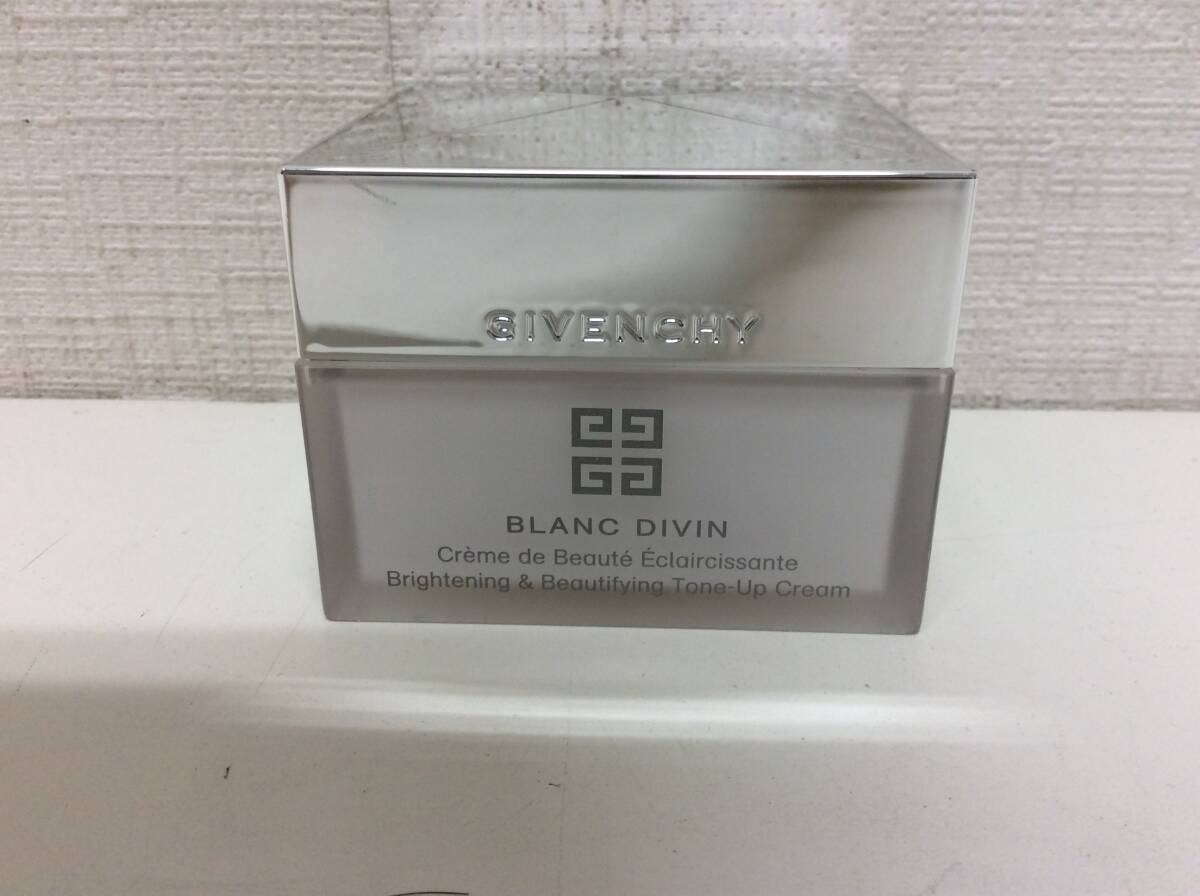 GIVENCHY
BLANC DIVIN
Crème de Beauté Éclaircissante
Brightening & Beautifying Tone-Up Cream